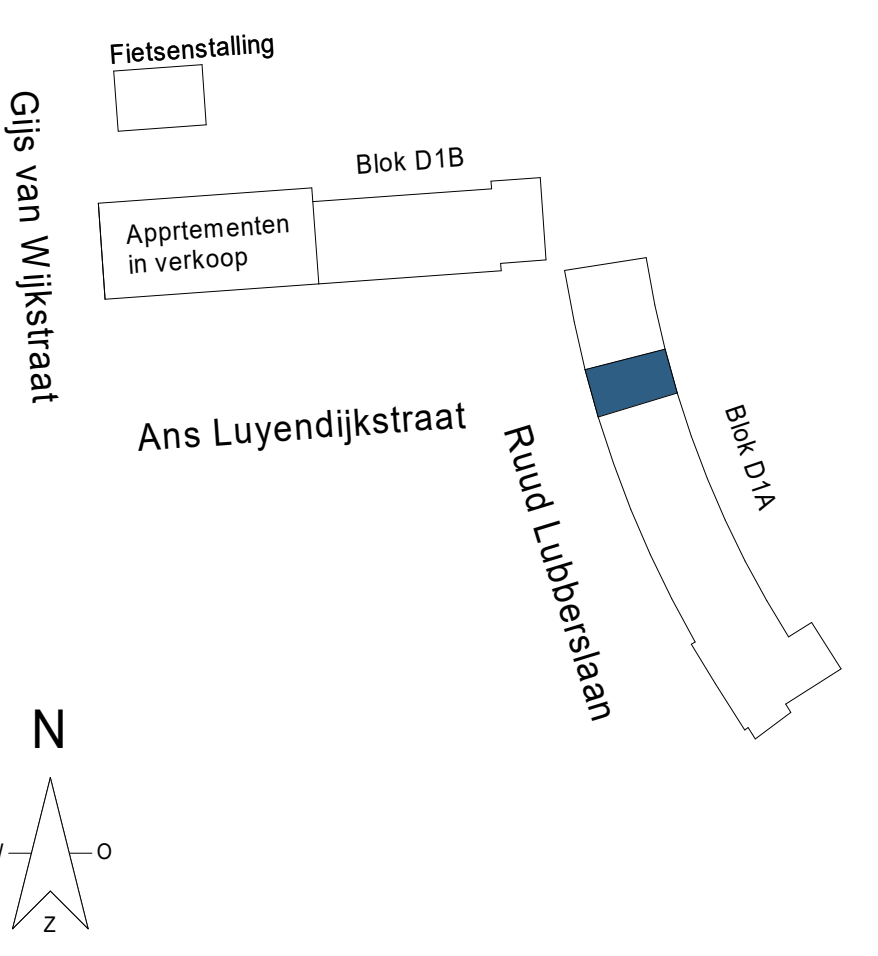 Fietsenstalling
Gijs van Wijkstraat
Blok D1B
Apprtementen
in verkoop
Ans Luyendijkstraat
Ruud Lubberslaan
Blok D1A
N
O
Z